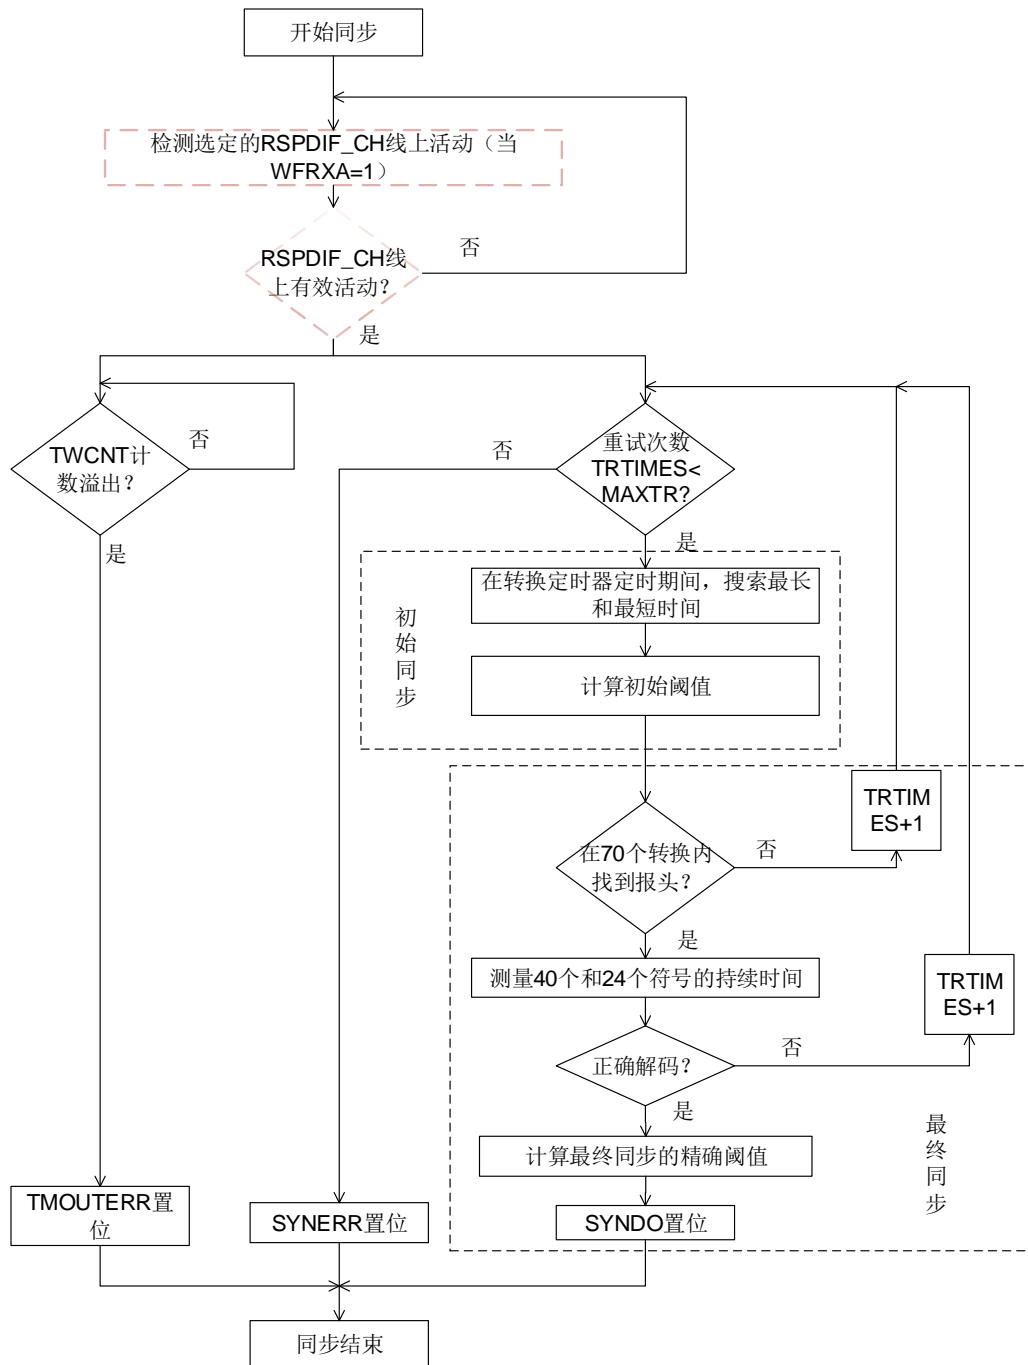 开始同步
检测选定的RSPDIF_CH线上活动（当
WFRXA=1）
RSPDIF_CH线
上有效活动?
否
是
TWCNT计
数溢出?
否
是
重试次数
TRTIMES<
MAXTR?
否
是
初
始
同
步
在转换定时器定时期间，搜索最长
和最短时间
计算初始阈值
在70个转换内
找到报头?
否
TRTIM
ES+1
是
测量40个和24个符号的持续时间
正确解码?
否
TRTIM
ES+1
是
计算最终同步的精确阈值
最
终
同
步
TMOUTERR置
位
SYNERR置位
SYNDO置位
同步结束